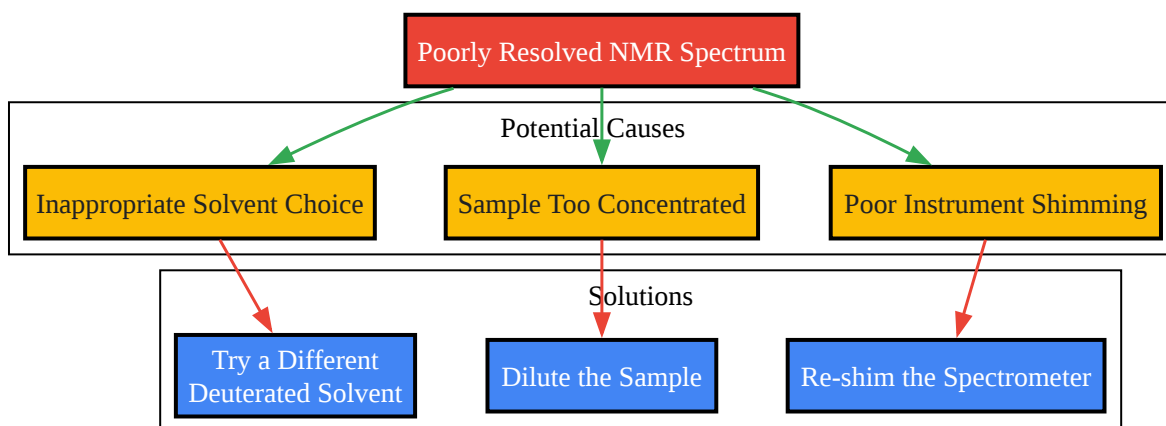 Poorly Resolved NMR Spectrum
Potential Causes
Inappropriate Solvent Choice
Sample Too Concentrated
Poor Instrument Shimming
Solutions
Try a Different
Deuterated Solvent
Dilute the Sample
Re-shim the Spectrometer